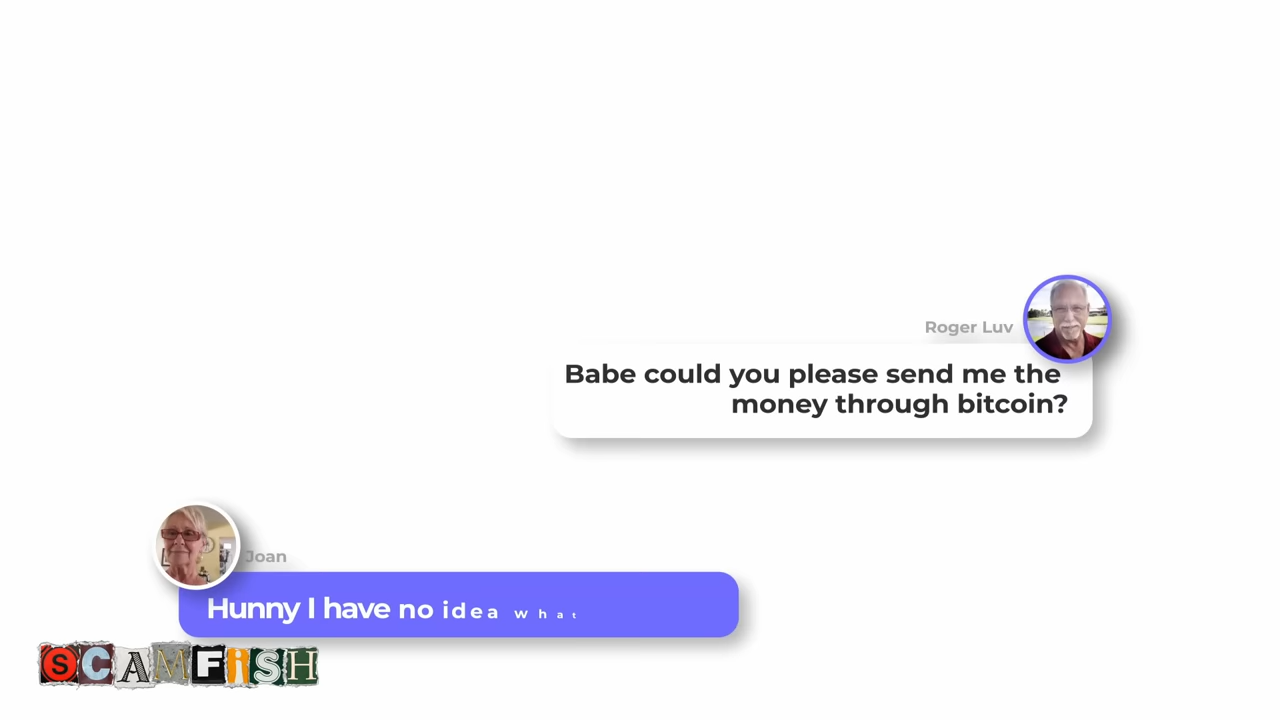 Roger Luv
Babe could you please send me the
money through bitcoin?
Joan
Hunny I have no idea what
SCAMFiSH